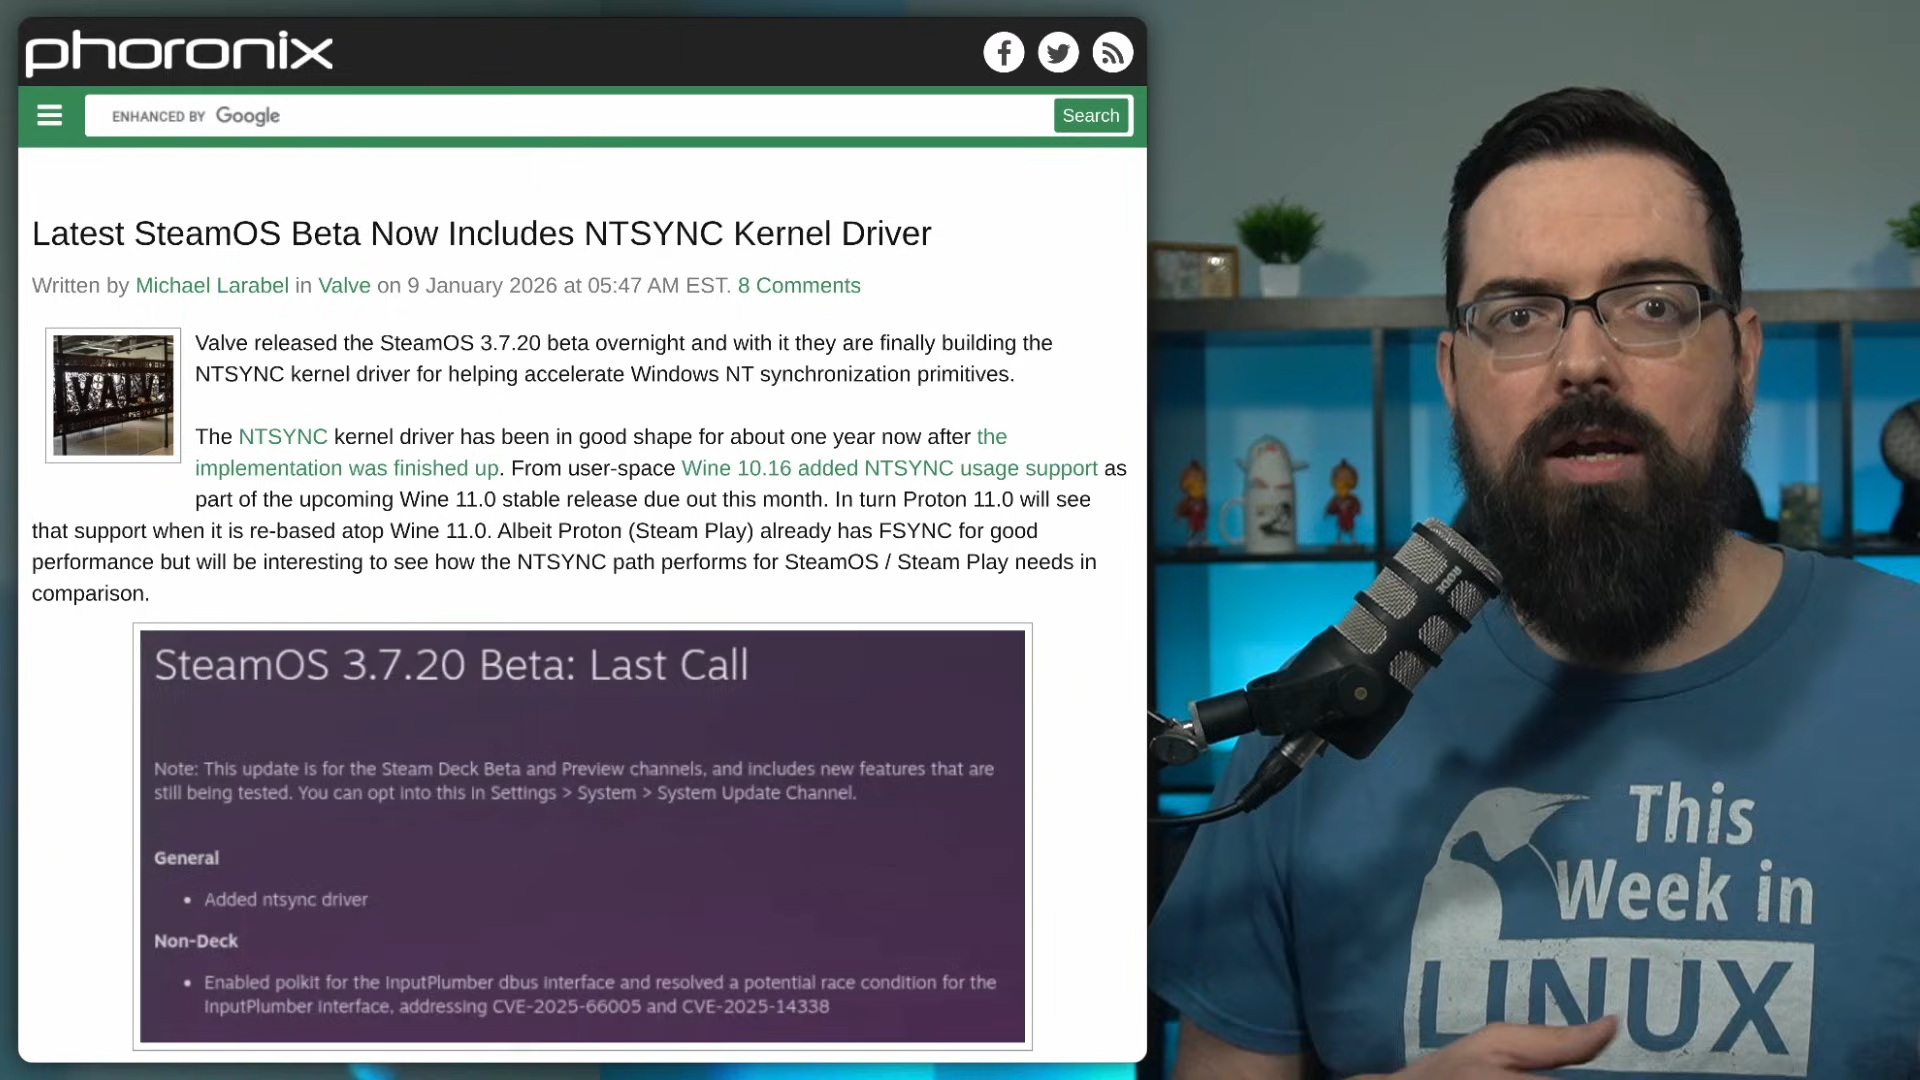 phoronix
ENHANCED BY Google
Search
Latest SteamOS Beta Now Includes NTSYNC Kernel Driver
Written by Michael Larabel in Valve on 9 January 2026 at 05:47 AM EST. 8 Comments
VALV
Valve released the SteamOS 3.7.20 beta overnight and with it they are finally building the
NTSYNC kernel driver for helping accelerate Windows NT synchronization primitives.
The NTSYNC kernel driver has been in good shape for about one year now after the
implementation was finished up. From user-space Wine 10.16 added NTSYNC usage support as
part of the upcoming Wine 11.0 stable release due out this month. In turn Proton 11.0 will see
that support when it is re-based atop Wine 11.0. Albeit Proton (Steam Play) already has FSYNC for good
performance but will be interesting to see how the NTSYNC path performs for SteamOS / Steam Play needs in
comparison.
SteamOS 3.7.20 Beta: Last Call
Note: This update is for the Steam Deck Beta and Preview channels, and includes new features that are
still being tested. You can opt into this in Settings > System > System Update Channel.
General
• Added ntsync driver
Non-Deck
• Enabled polkit for the InputPlumber dbus interface and resolved a potential race condition for the
InputPlumber interface, addressing CVE-2025-66005 and CVE-2025-14338
RØDE
This
Week in
LINUX